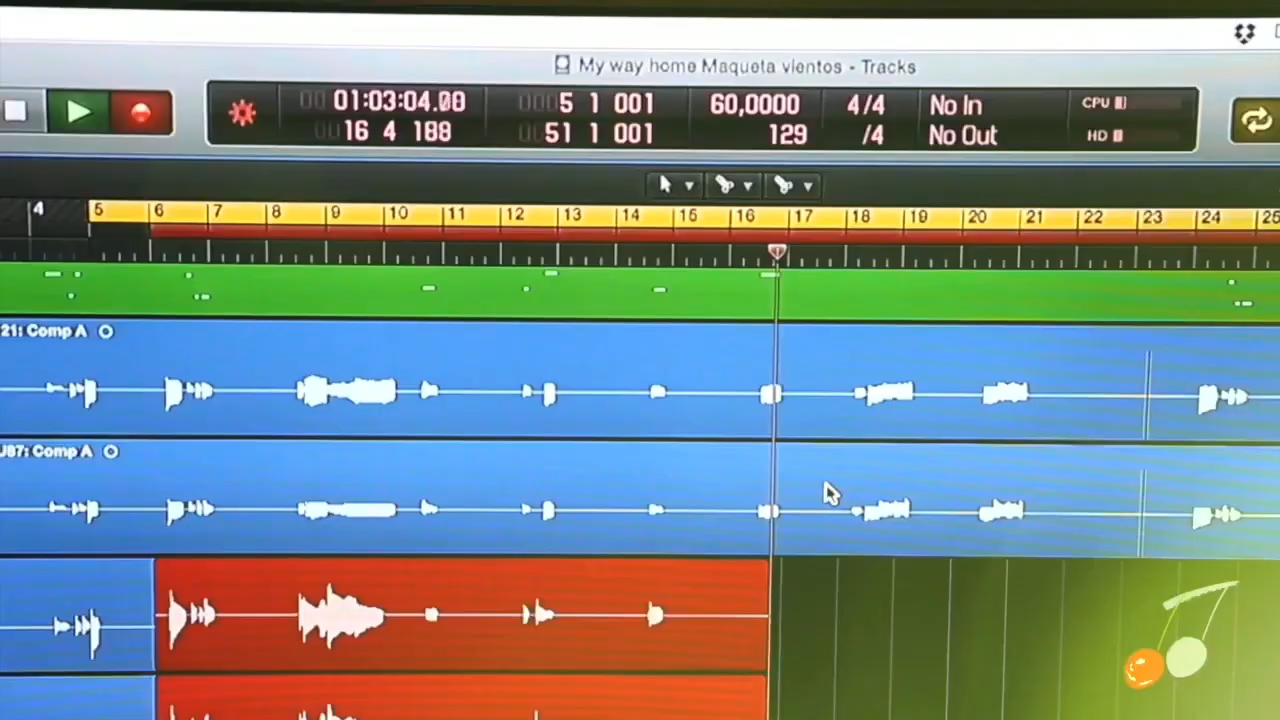 My way home Maqueta vientos - Tracks
01:03:04.00 5 1 001 60,0000 4/4 No In CPU
16 4 188 51 1 001 129 /4 No Out HD
4 5 6 7 8 9 10 11 12 13 14 15 16 17 18 19 20 21 22 23 24 25
21: Comp A
U87: Comp A